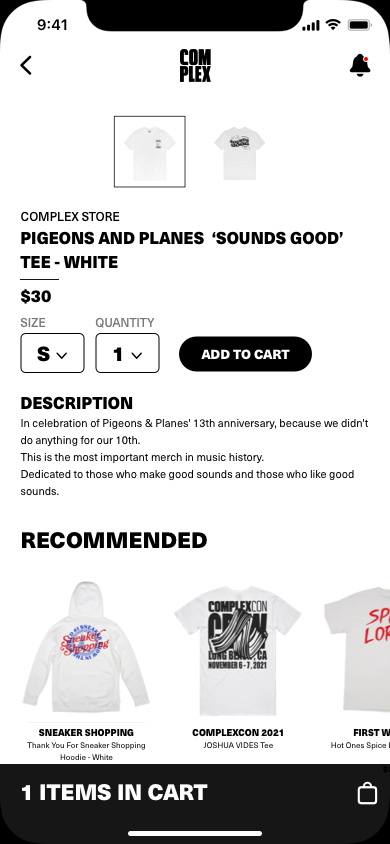 9:41
COM
PLEX
COMPLEX STORE
PIGEONS AND PLANES ‘SOUNDS GOOD’
TEE - WHITE
$30
SIZE QUANTITY
S 1 ADD TO CART
DESCRIPTION
In celebration of Pigeons & Planes' 13th anniversary, because we didn't
do anything for our 10th.
This is the most important merch in music history.
Dedicated to those who make good sounds and those who like good
sounds.
RECOMMENDED
Sneaker
Shopping
COMPLEXCON
LONG BEACH, CA
NOVEMBER 6-7, 2021
SNEAKER SHOPPING
Thank You For Sneaker Shopping
Hoodie - White
COMPLEXCON 2021
JOSHUA VIDES Tee
FIRST W
Hot Ones Spice L
1 ITEMS IN CART